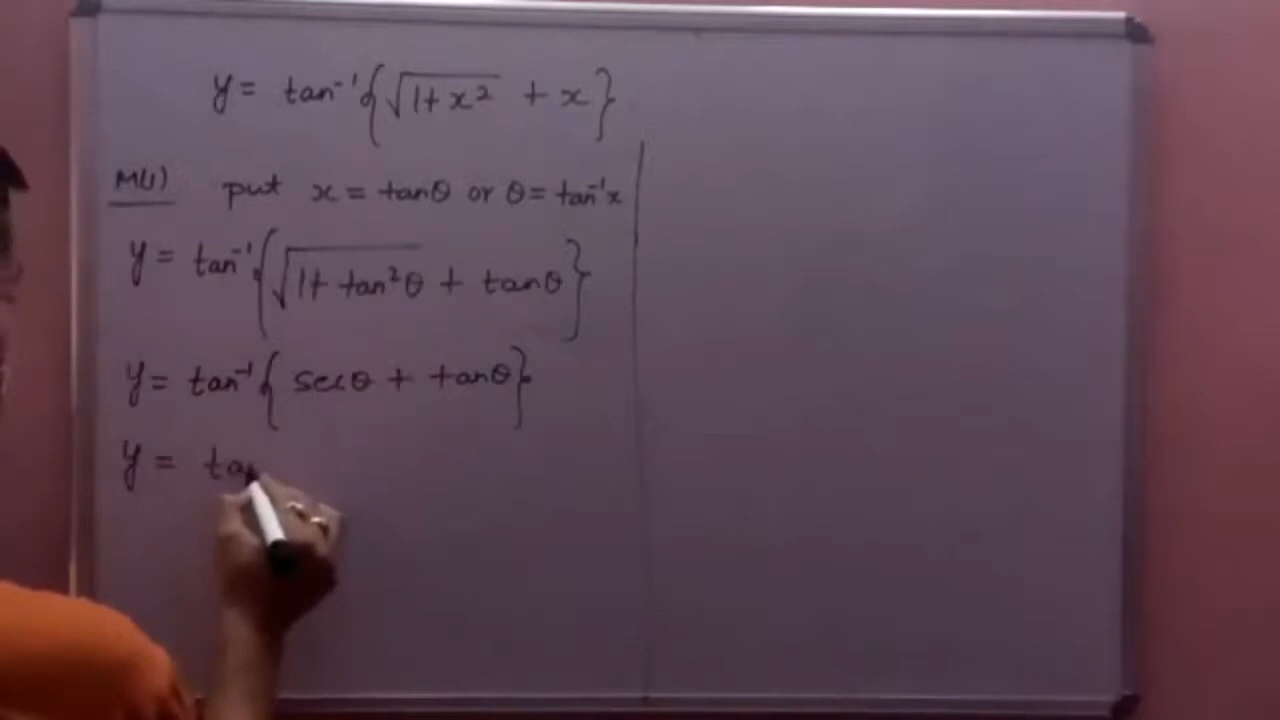 y = tan⁻¹{√1+x² + x}
M(1) put x = tanθ or θ = tan⁻¹x
y = tan⁻¹{√1+ tan²θ + tanθ}
y = tan⁻¹{ secθ + tanθ}
y = tan